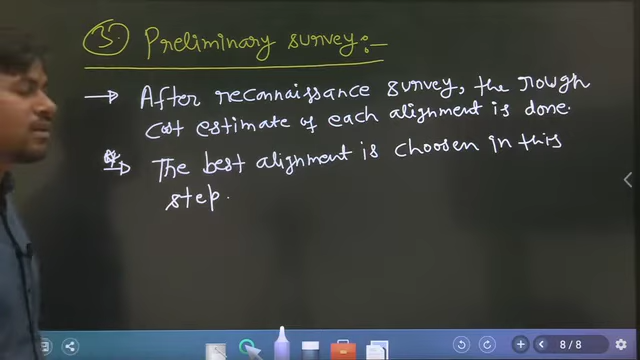 3 Preliminary survey:-
→ After reconnaissance survey, the rough
cost estimate of each alignment is done.
→ The best alignment is choosen in this
step.
8/8